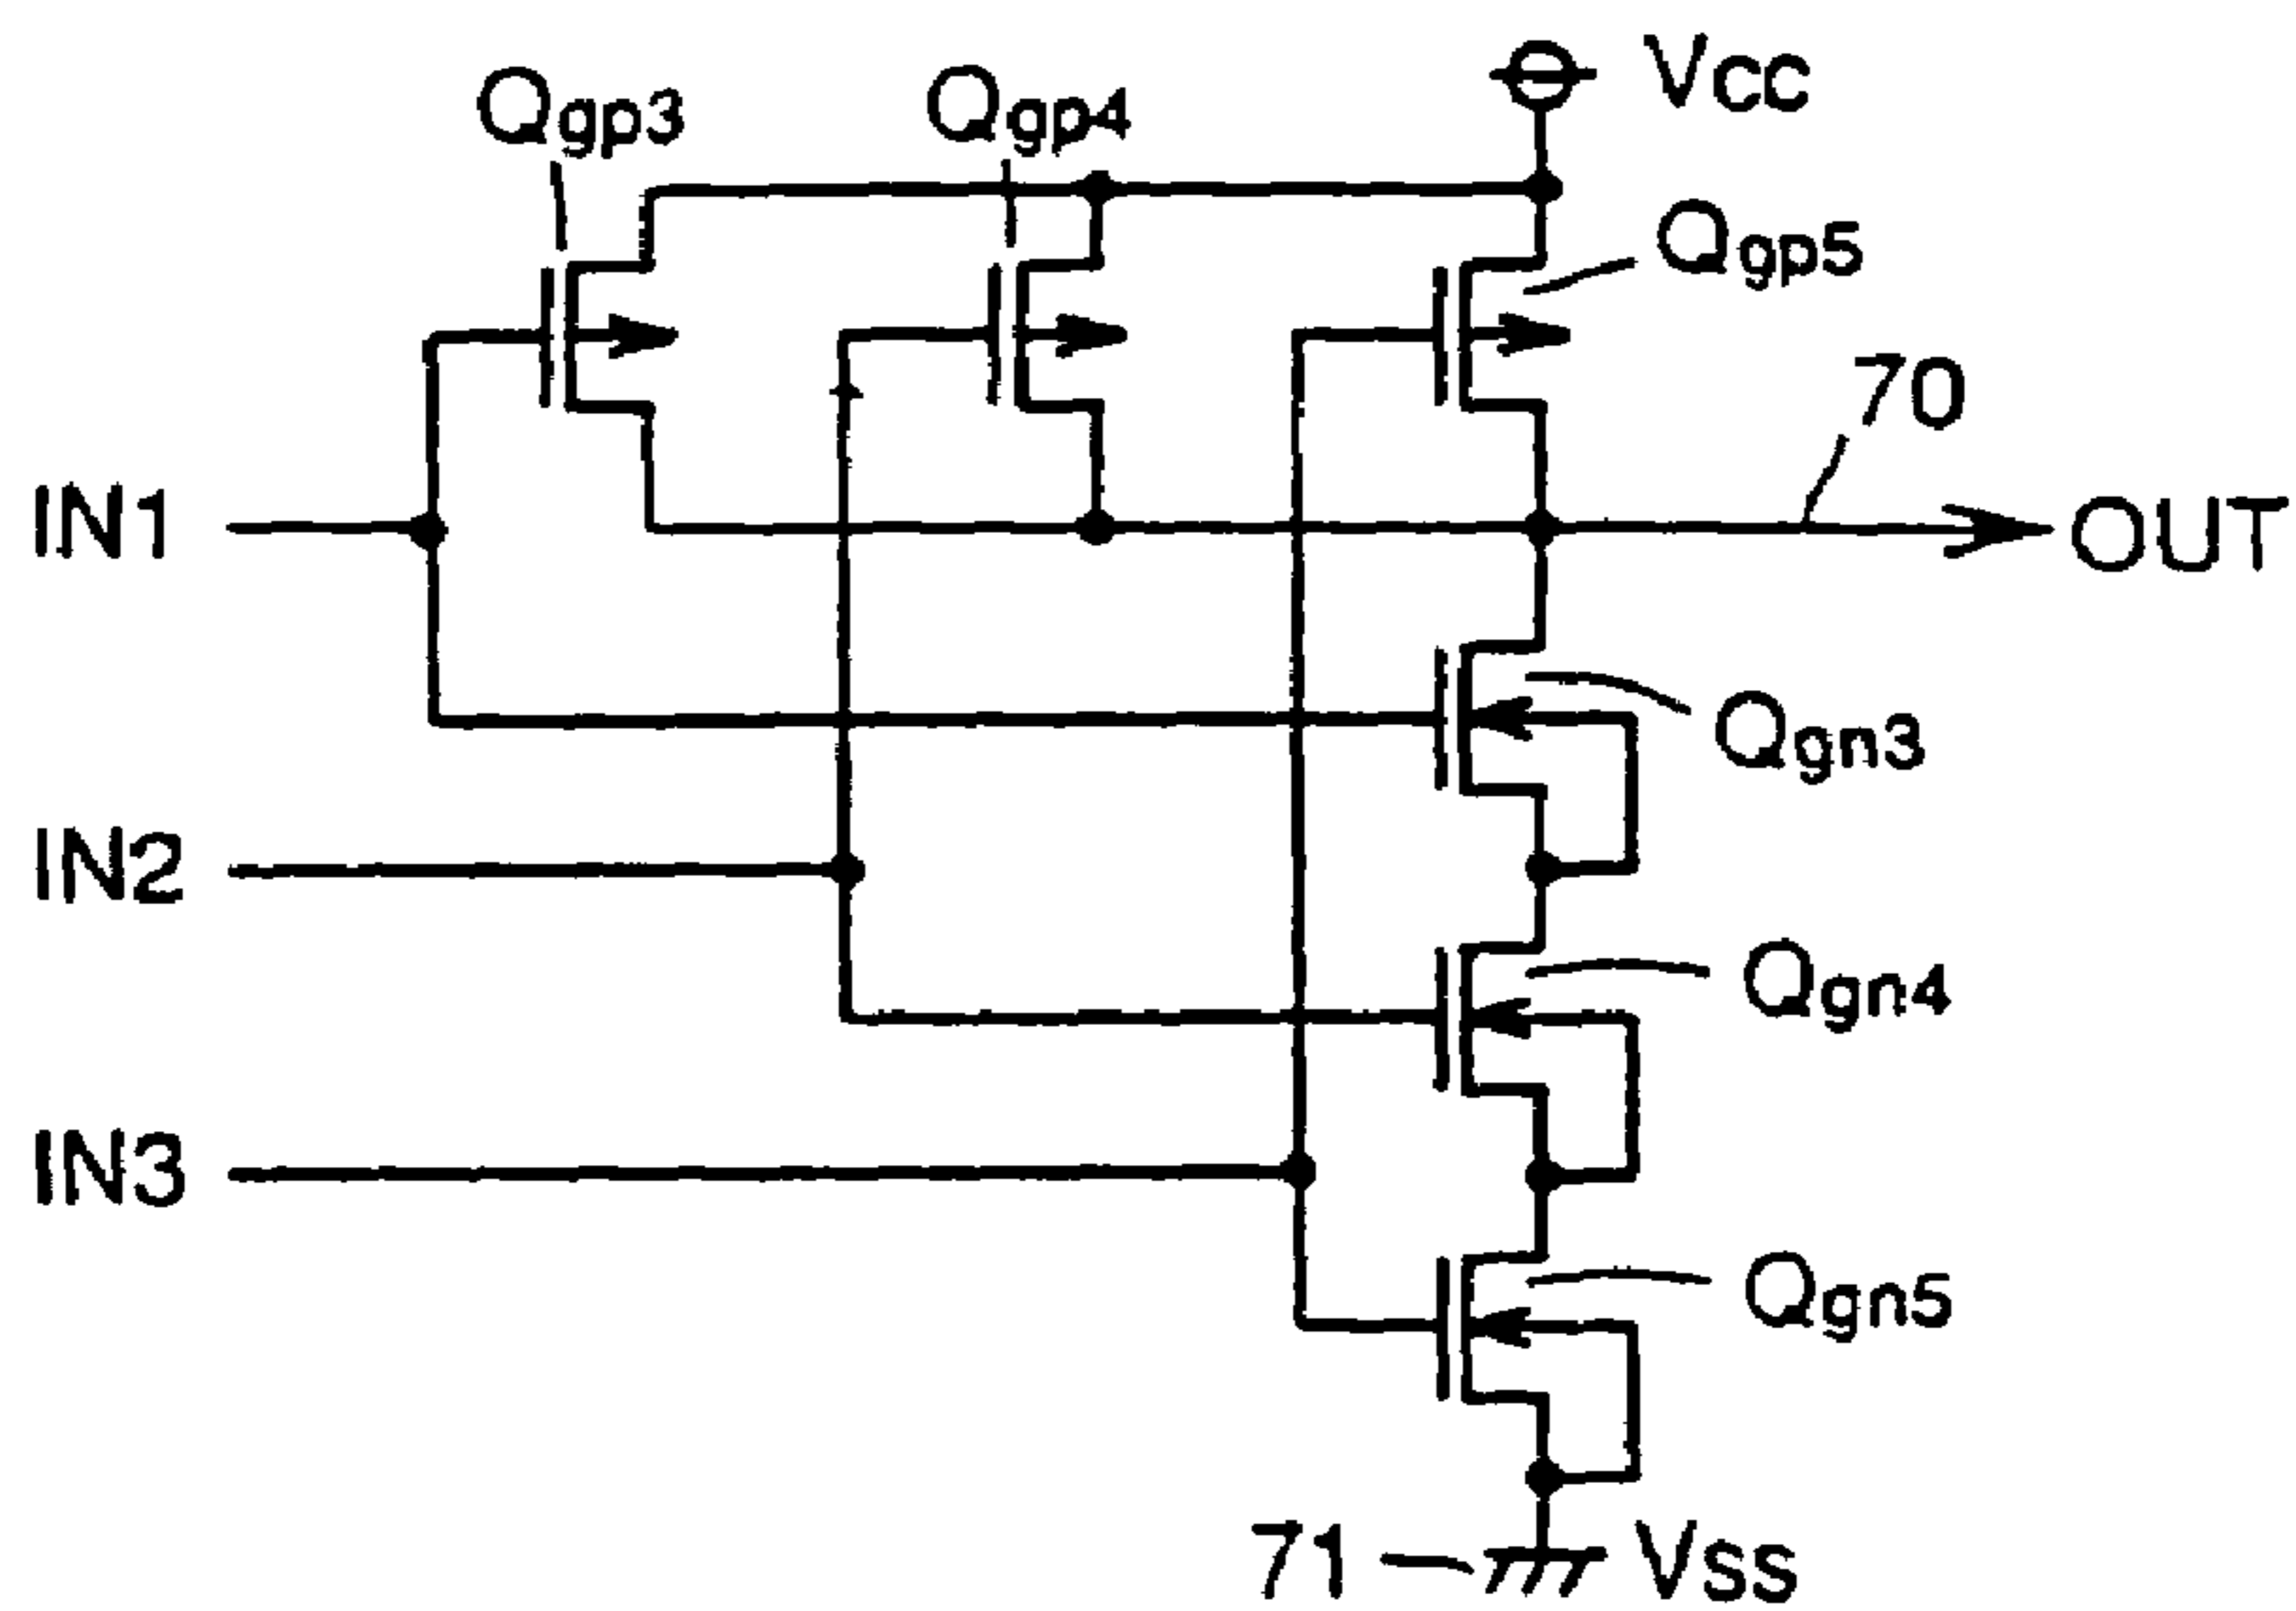 Qgp3
Qgp4
Vcc
Qgp5
70
IN1
OUT
Qgn3
IN2
Qgn4
IN3
Qgn5
71
Vss